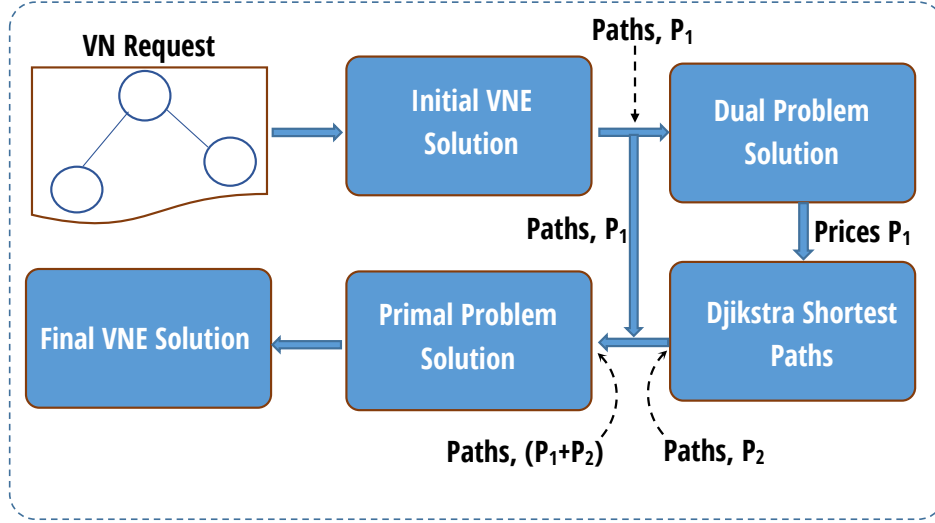 VN Request
Paths, P₁
Initial VNE
Solution
Dual Problem
Solution
Paths, P₁
Prices P₁
Final VNE Solution
Primal Problem
Solution
Djikstra Shortest
Paths
Paths, (P₁+P₂)
Paths, P₂